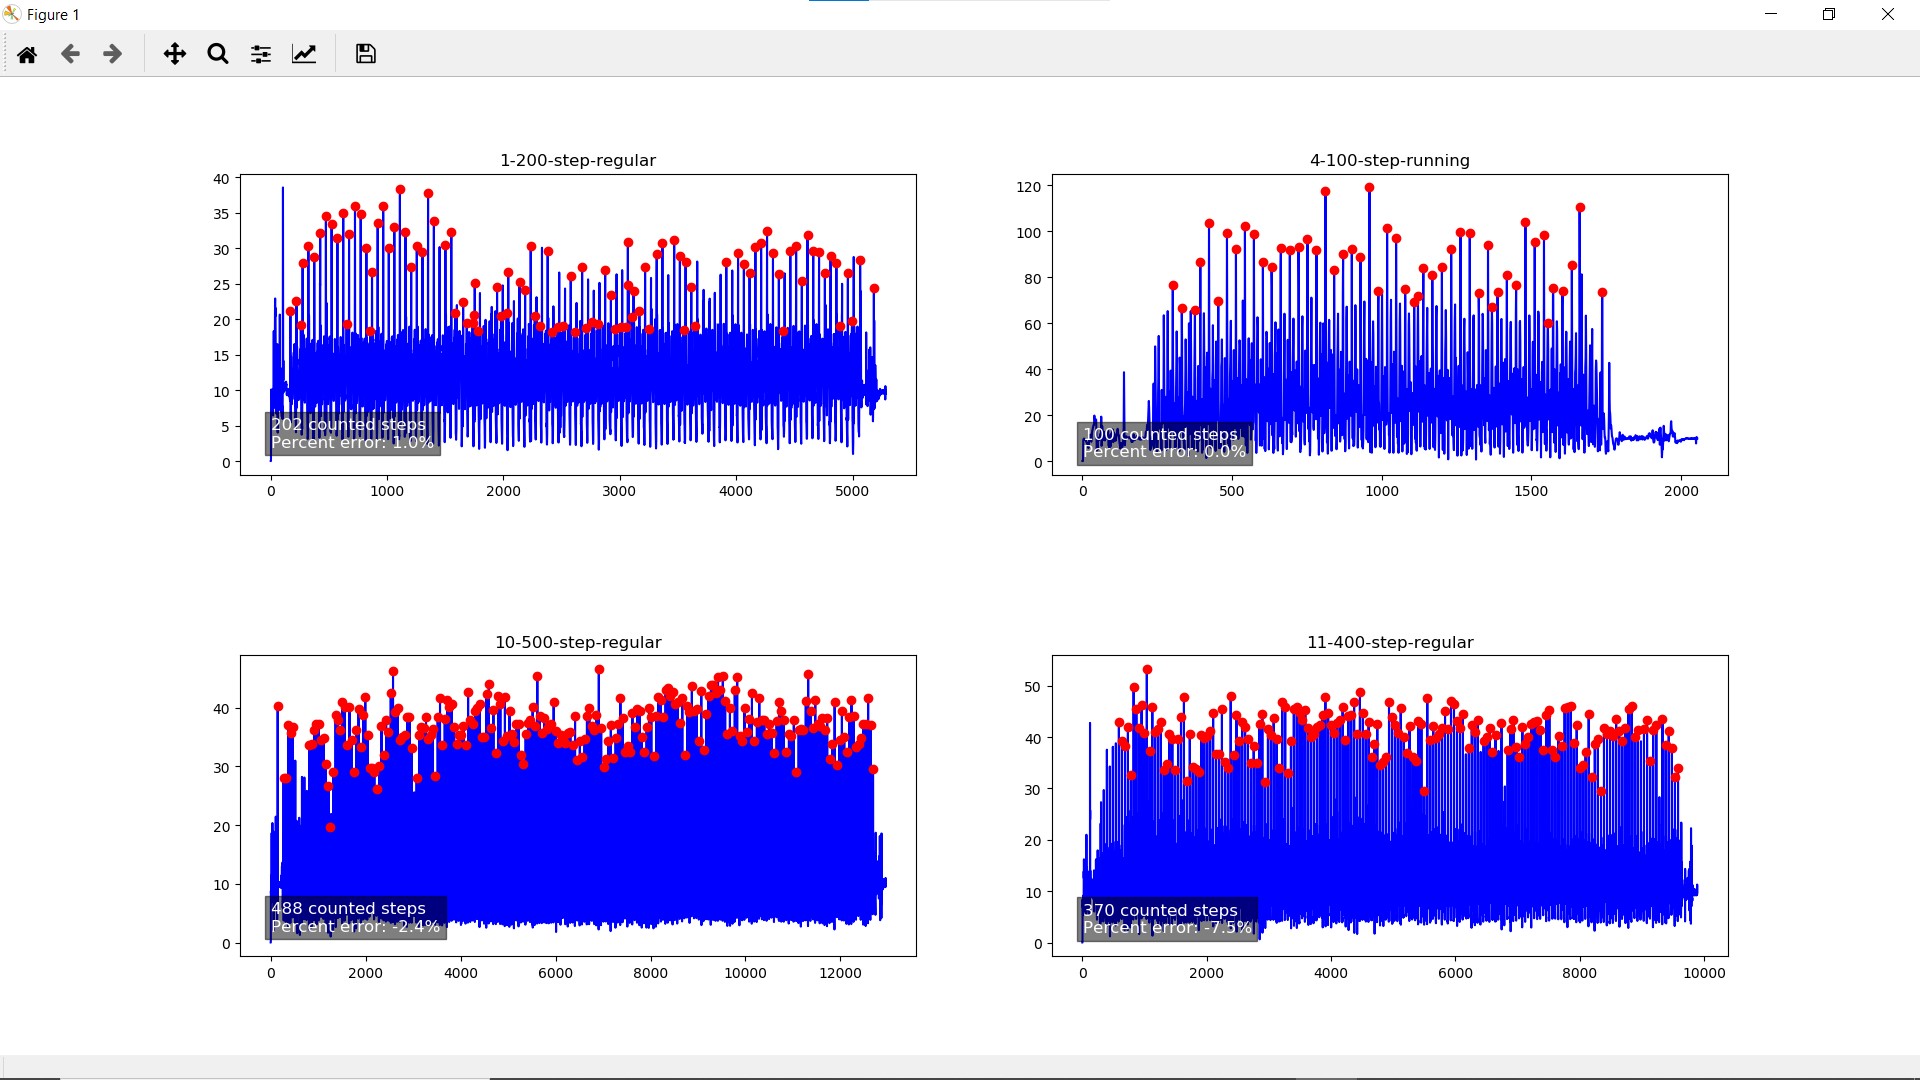 Figure 1
1-200-step-regular
40
35
30
25
20
15
10
5
0
202 counted steps
Percent error: 1.0%
0 1000 2000 3000 4000 5000
4-100-step-running
120
100
80
60
40
20
0
100 counted steps
Percent error: 0.0%
0 500 1000 1500 2000
10-500-step-regular
40
30
20
10
0
488 counted steps
Percent error: -2.4%
0 2000 4000 6000 8000 10000 12000
11-400-step-regular
50
40
30
20
10
0
370 counted steps
Percent error: -7.5%
0 2000 4000 6000 8000 10000